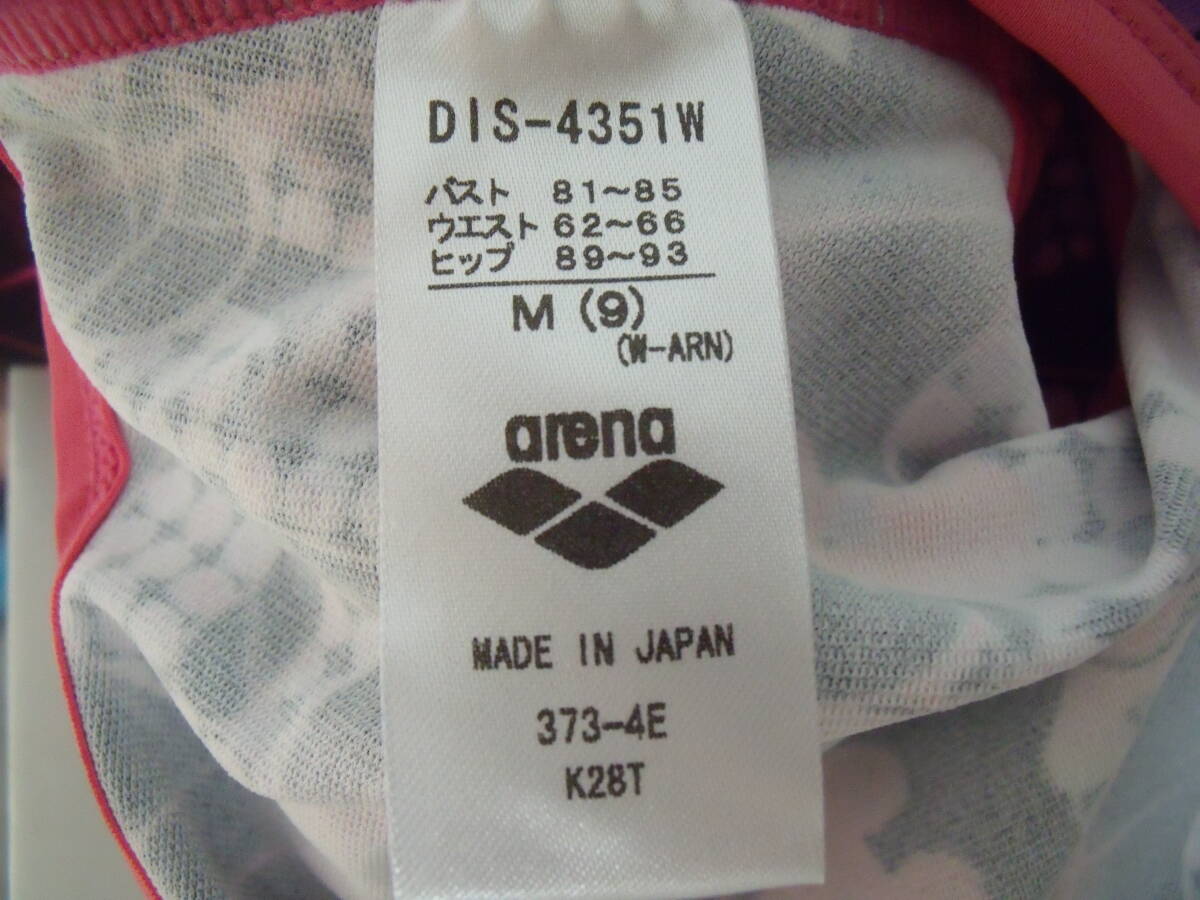 DIS-4351W
バスト 81〜85
ウエスト 62〜66
ヒップ 89〜93
M (9)
(W-ARN)
arena
MADE IN JAPAN
373-4E
K28T